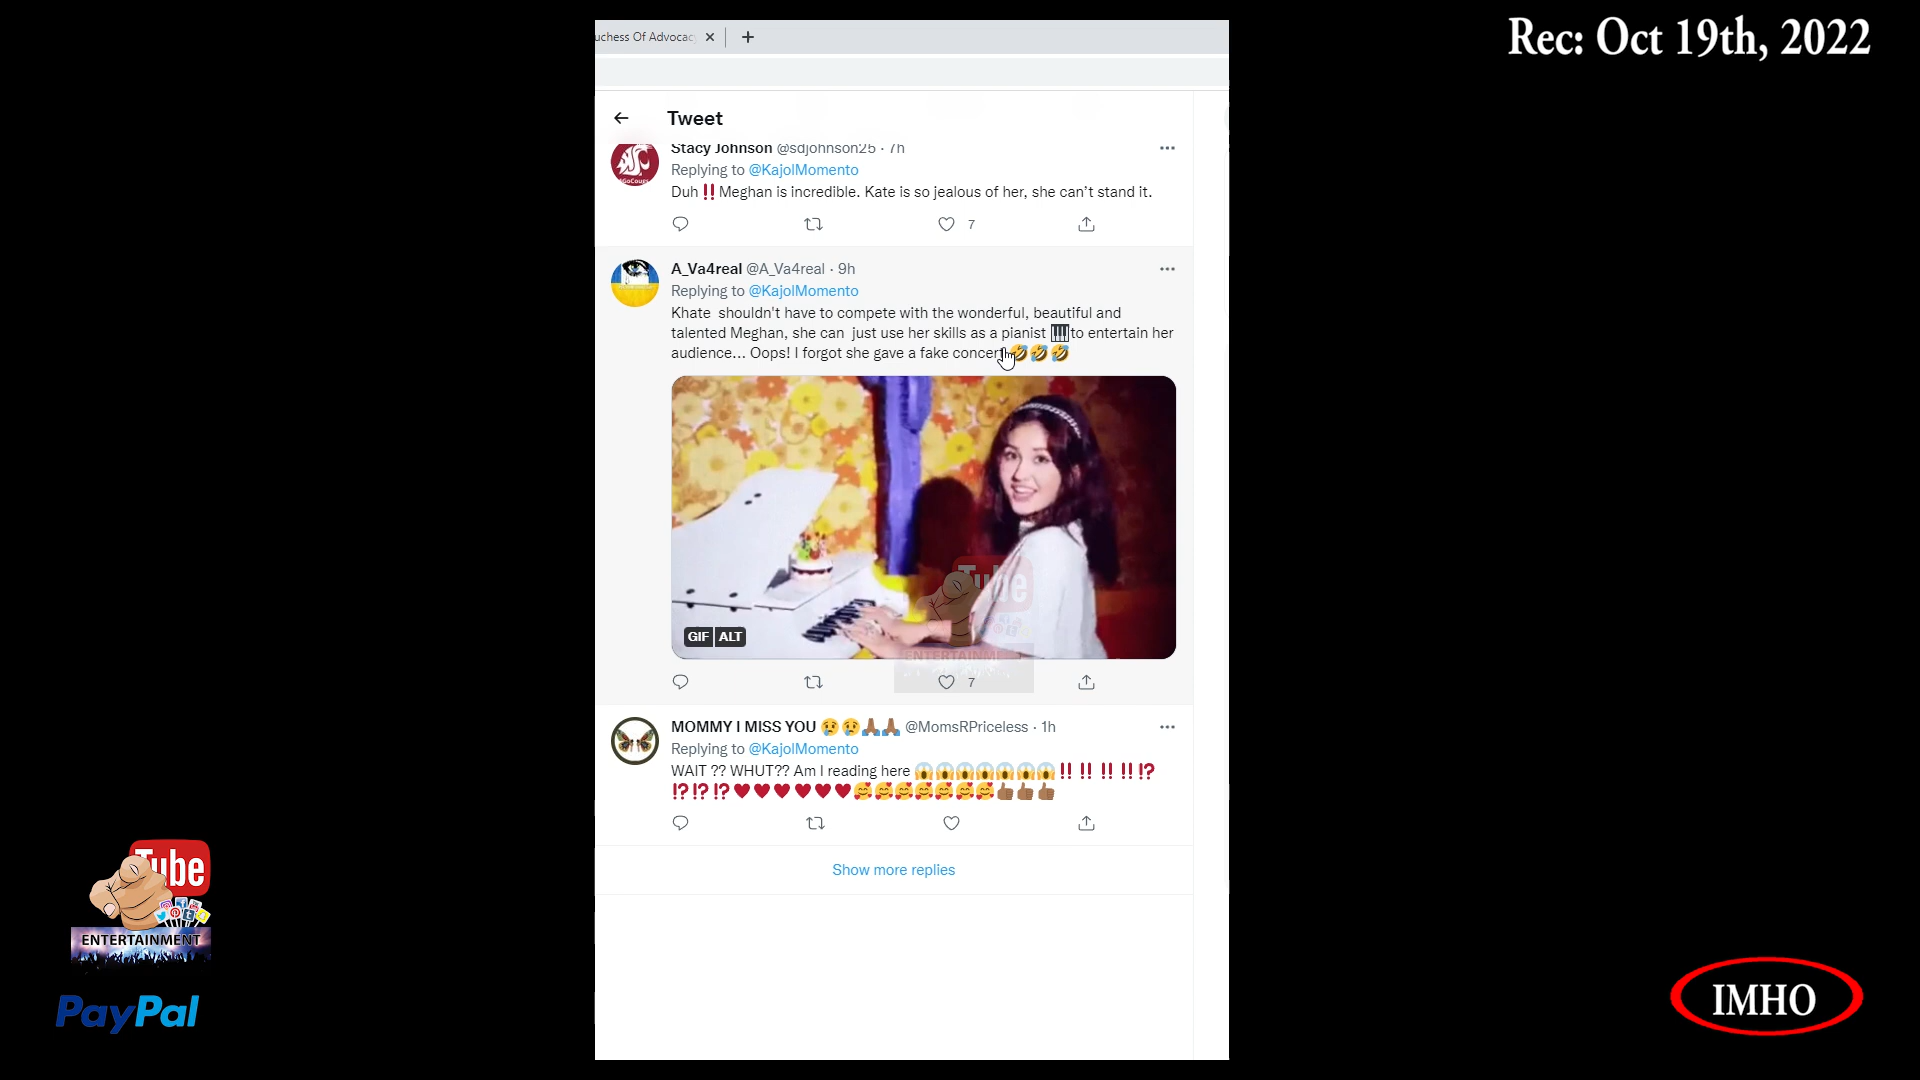 Rec: Oct 19th, 2022
uchess Of Advocac
Tweet
Stacy Johnson @sdjohnson25 · 7h
Replying to @KajolMomento
Duh ‼️ Meghan is incredible. Kate is so jealous of her, she can't stand it.
7
A_Va4real @A_Va4real · 9h
Replying to @KajolMomento
Khate shouldn't have to compete with the wonderful, beautiful and
talented Meghan, she can just use her skills as a pianist 🎹 to entertain her
audience... Oops! I forgot she gave a fake concert 🤣🤣🤣
Tube
ENTERTAINME
GIF ALT
7
MOMMY I MISS YOU 😢😢🙏🏾🙏🏾 @MomsRPriceless · 1h
Replying to @KajolMomento
WAIT ?? WHUT?? Am I reading here 😱😱😱😱😱😱😱‼️‼️‼️‼️⁉️
⁉️⁉️⁉️❤️❤️❤️❤️❤️❤️🥰🥰🥰🥰🥰🥰🥰👍🏾👍🏾👍🏾
Show more replies
Tube
ENTERTAINMENT
PayPal
IMHO